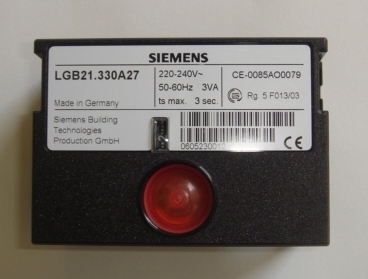 SIEMENS
LGB21.330A27
220-240V~
CE-0085AO0079
50-60Hz 3VA
ts max. 3 sec.
Rg. 5 F013/03
Made in Germany
Siemens Building
Technologies
Production GmbH
CE